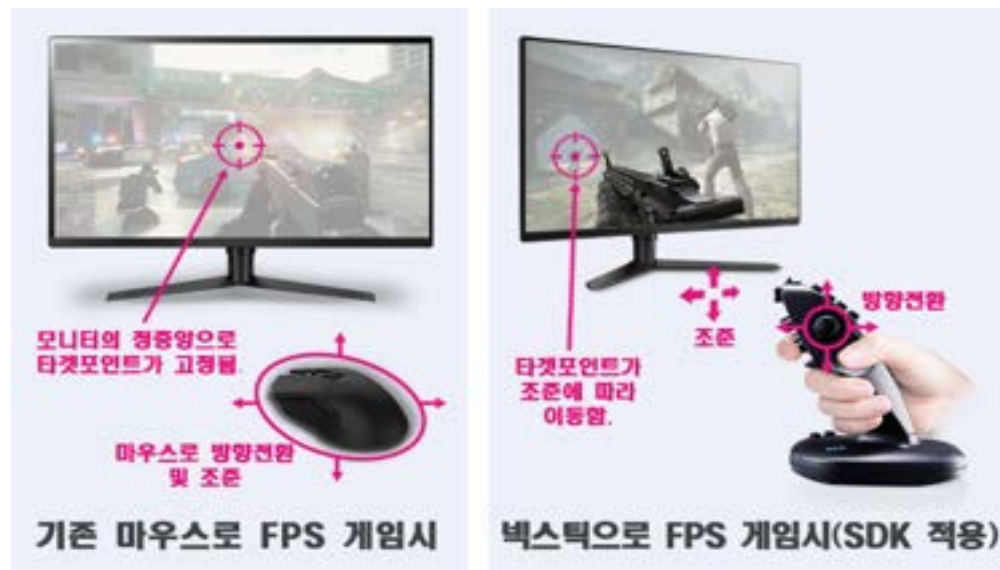 모니터의 정중앙으로
타겟포인트가 고정됨.
마우스로 방향전환
및 조준
기존 마우스로 FPS 게임시
방향전환
조준
타겟포인트가
조준에 따라
이동함.
넥스틱으로 FPS 게임시(SDK 적용)